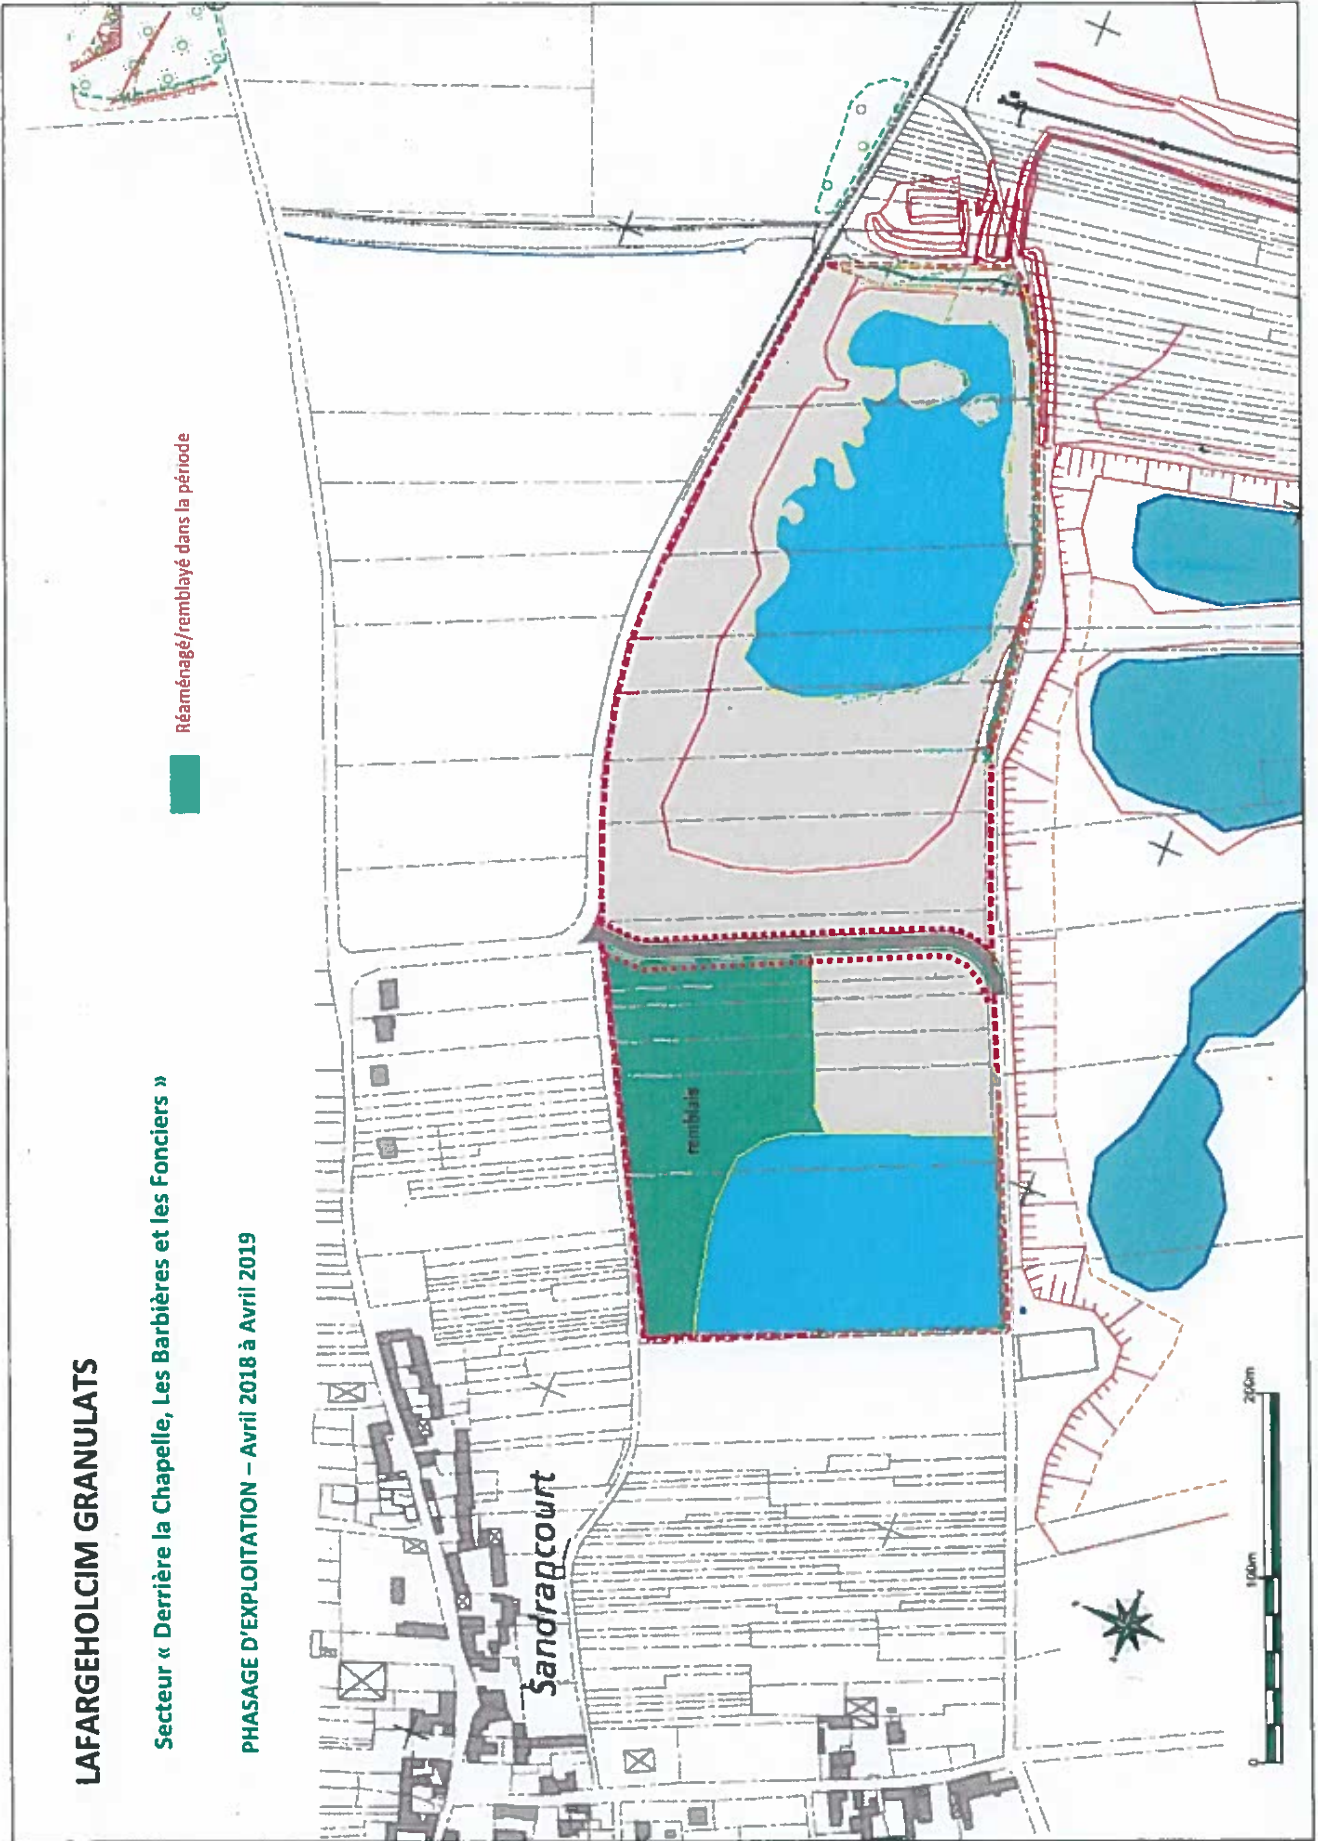 LAFARGEHOLCIM GRANULATS
Secteur « Derrière la Chapelle, Les Barbières et les Fonciers »
Réaménagé/remblayé dans la période
PHASAGE D'EXPLOITATION – Avril 2018 à Avril 2019
remblais
Sandrancourt
0
100m
200m